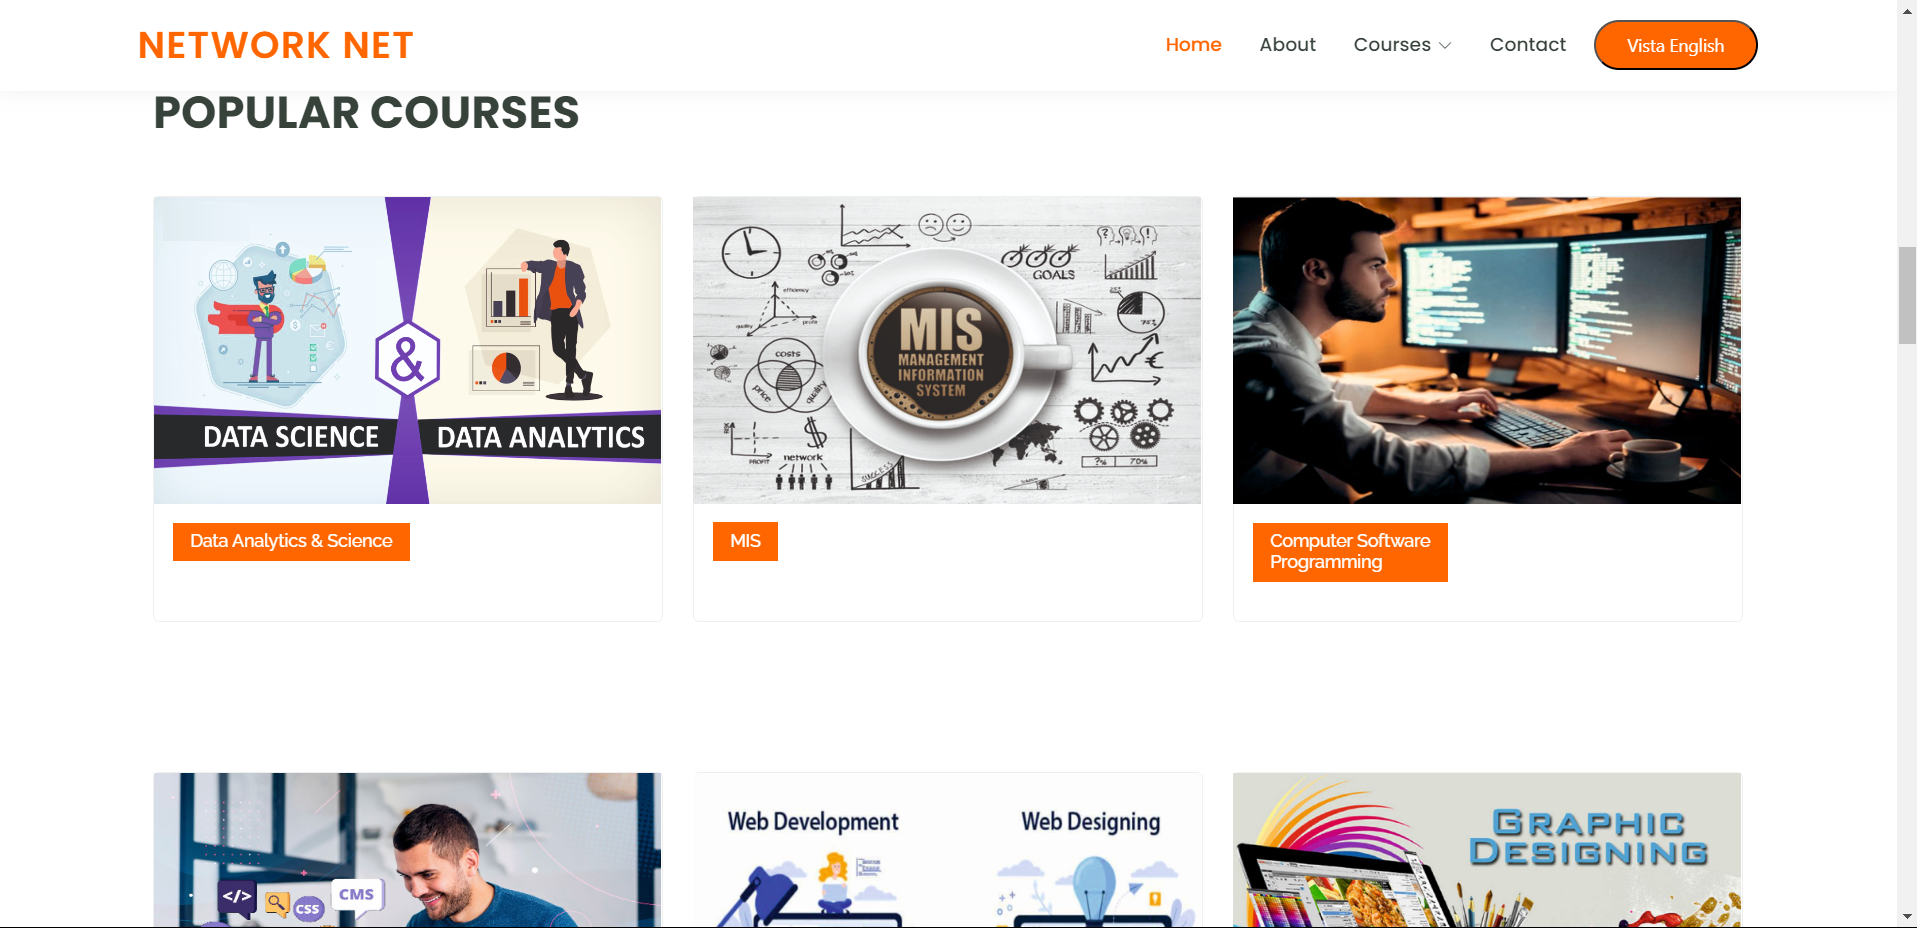 NETWORK NET
Home
About
Courses
Contact
Vista English
POPULAR COURSES
&
DATA SCIENCE
DATA ANALYTICS
GOALS
efficiency
quality
profit
costs
price
quality
75%
PROFIT
network
SUCCESS
?%
70%
MIS
MANAGEMENT
INFORMATION
SYSTEM
Data Analytics & Science
MIS
Computer Software
Programming
</>
CSS
CMS
Web Development
Web Designing
GRAPHIC
DESIGNING